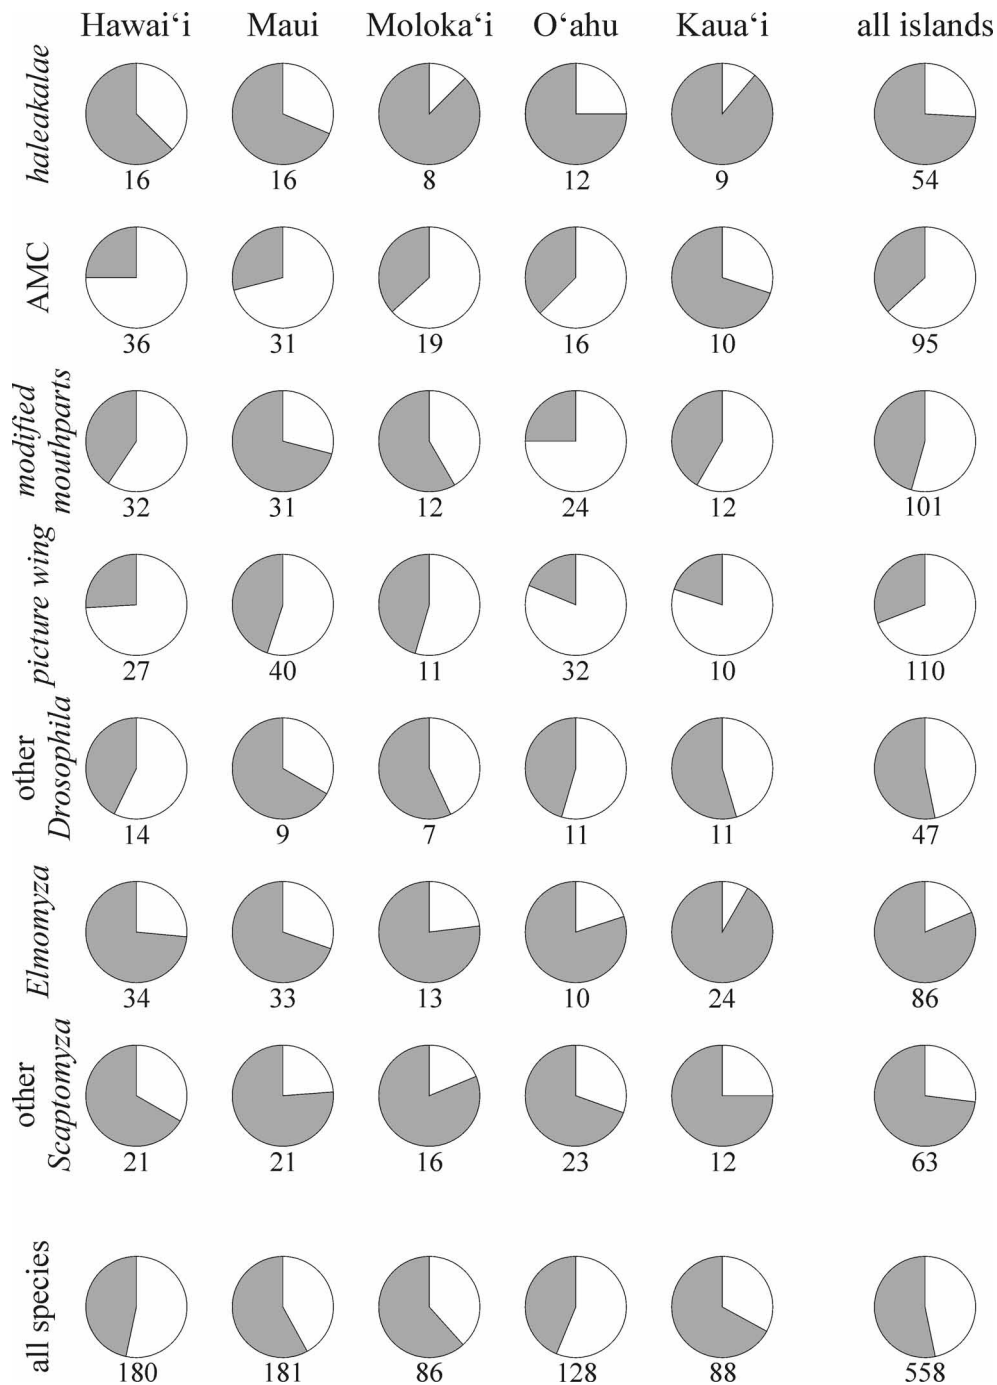 Hawai‘i Maui Moloka‘i O‘ahu Kaua‘i all islands
haleakalae
16 16 8 12 9 54
AMC
36 31 19 16 10 95
modified
mouthparts
32 31 12 24 12 101
picture wing
27 40 11 32 10 110
other
Drosophila
14 9 7 11 11 47
Elmomyza
34 33 13 10 24 86
other
Scaptomyza
21 21 16 23 12 63
all species
180 181 86 128 88 558